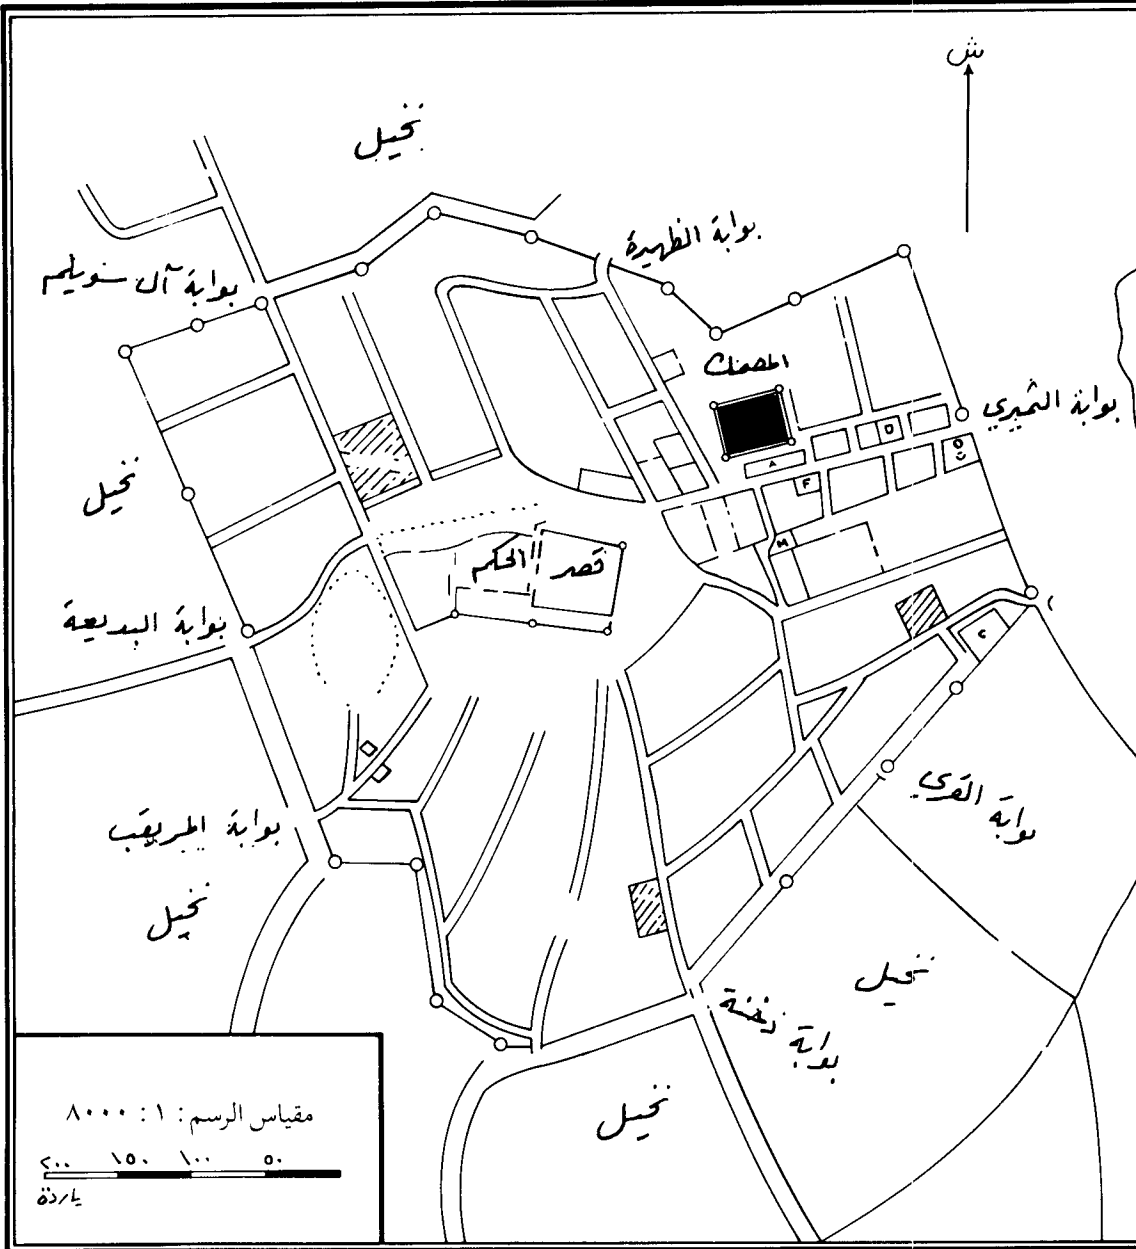 ش
نخيل
بوابة الظهيرة
بوابة آل سويلم
المصمك
بوابة الثميري
D
A
F
M
نخيل
قصر الحكم
بوابة البديعة
C
بوابة القري
بوابة المريقب
نخيل
نخيل
بوابة دخنة
نخيل
مقياس الرسم : ١ : ٨٠٠٠
٢٠٠ ١٥٠ ١٠٠ ٥٠
ياردة